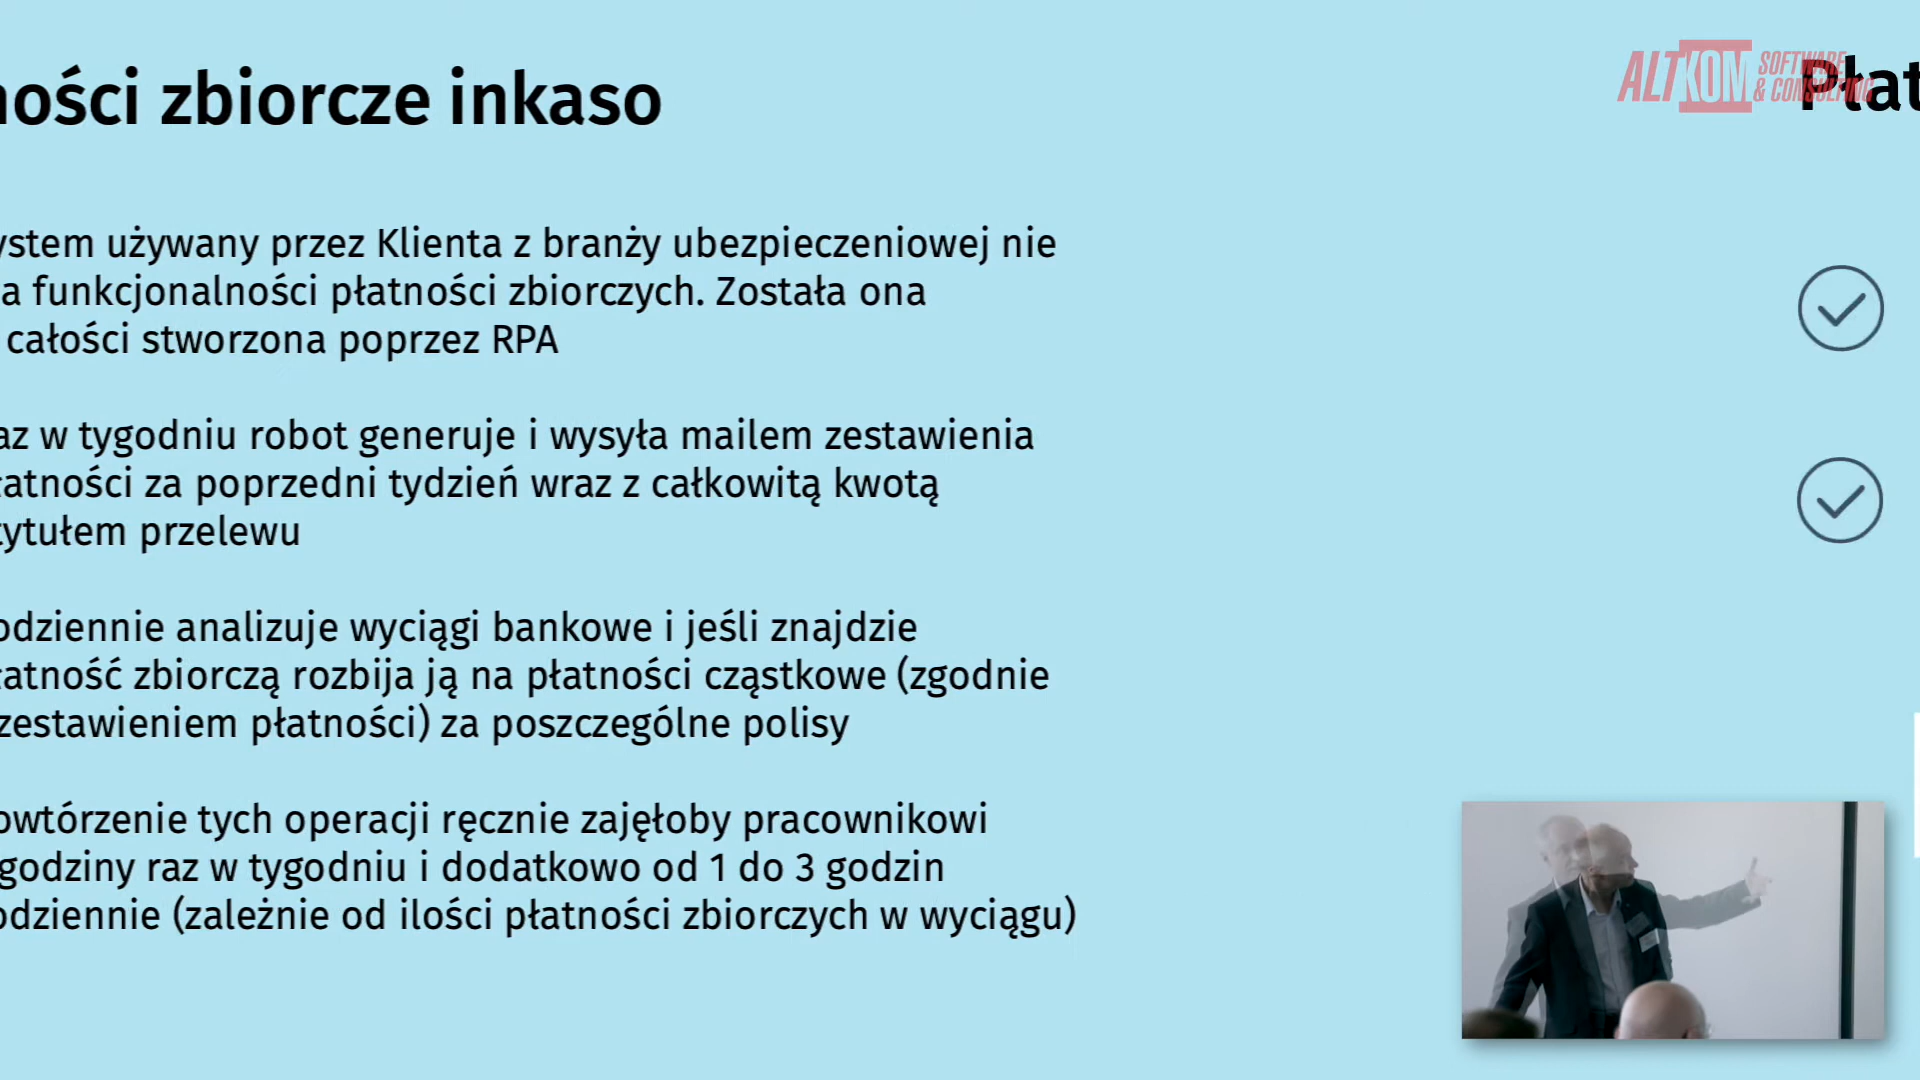 ności zbiorcze inkaso
ALTKOM SOFTWARE & CONSULTING
Płat
ystem używany przez Klienta z branży ubezpieczeniowej nie
a funkcjonalności płatności zbiorczych. Została ona
całości stworzona poprzez RPA
az w tygodniu robot generuje i wysyła mailem zestawienia
łatności za poprzedni tydzień wraz z całkowitą kwotą
tytułem przelewu
odziennie analizuje wyciągi bankowe i jeśli znajdzie
łatność zbiorczą rozbija ją na płatności cząstkowe (zgodnie
zestawieniem płatności) za poszczególne polisy
owtórzenie tych operacji ręcznie zajęłoby pracownikowi
godziny raz w tygodniu i dodatkowo od 1 do 3 godzin
odziennie (zależnie od ilości płatności zbiorczych w wyciągu)